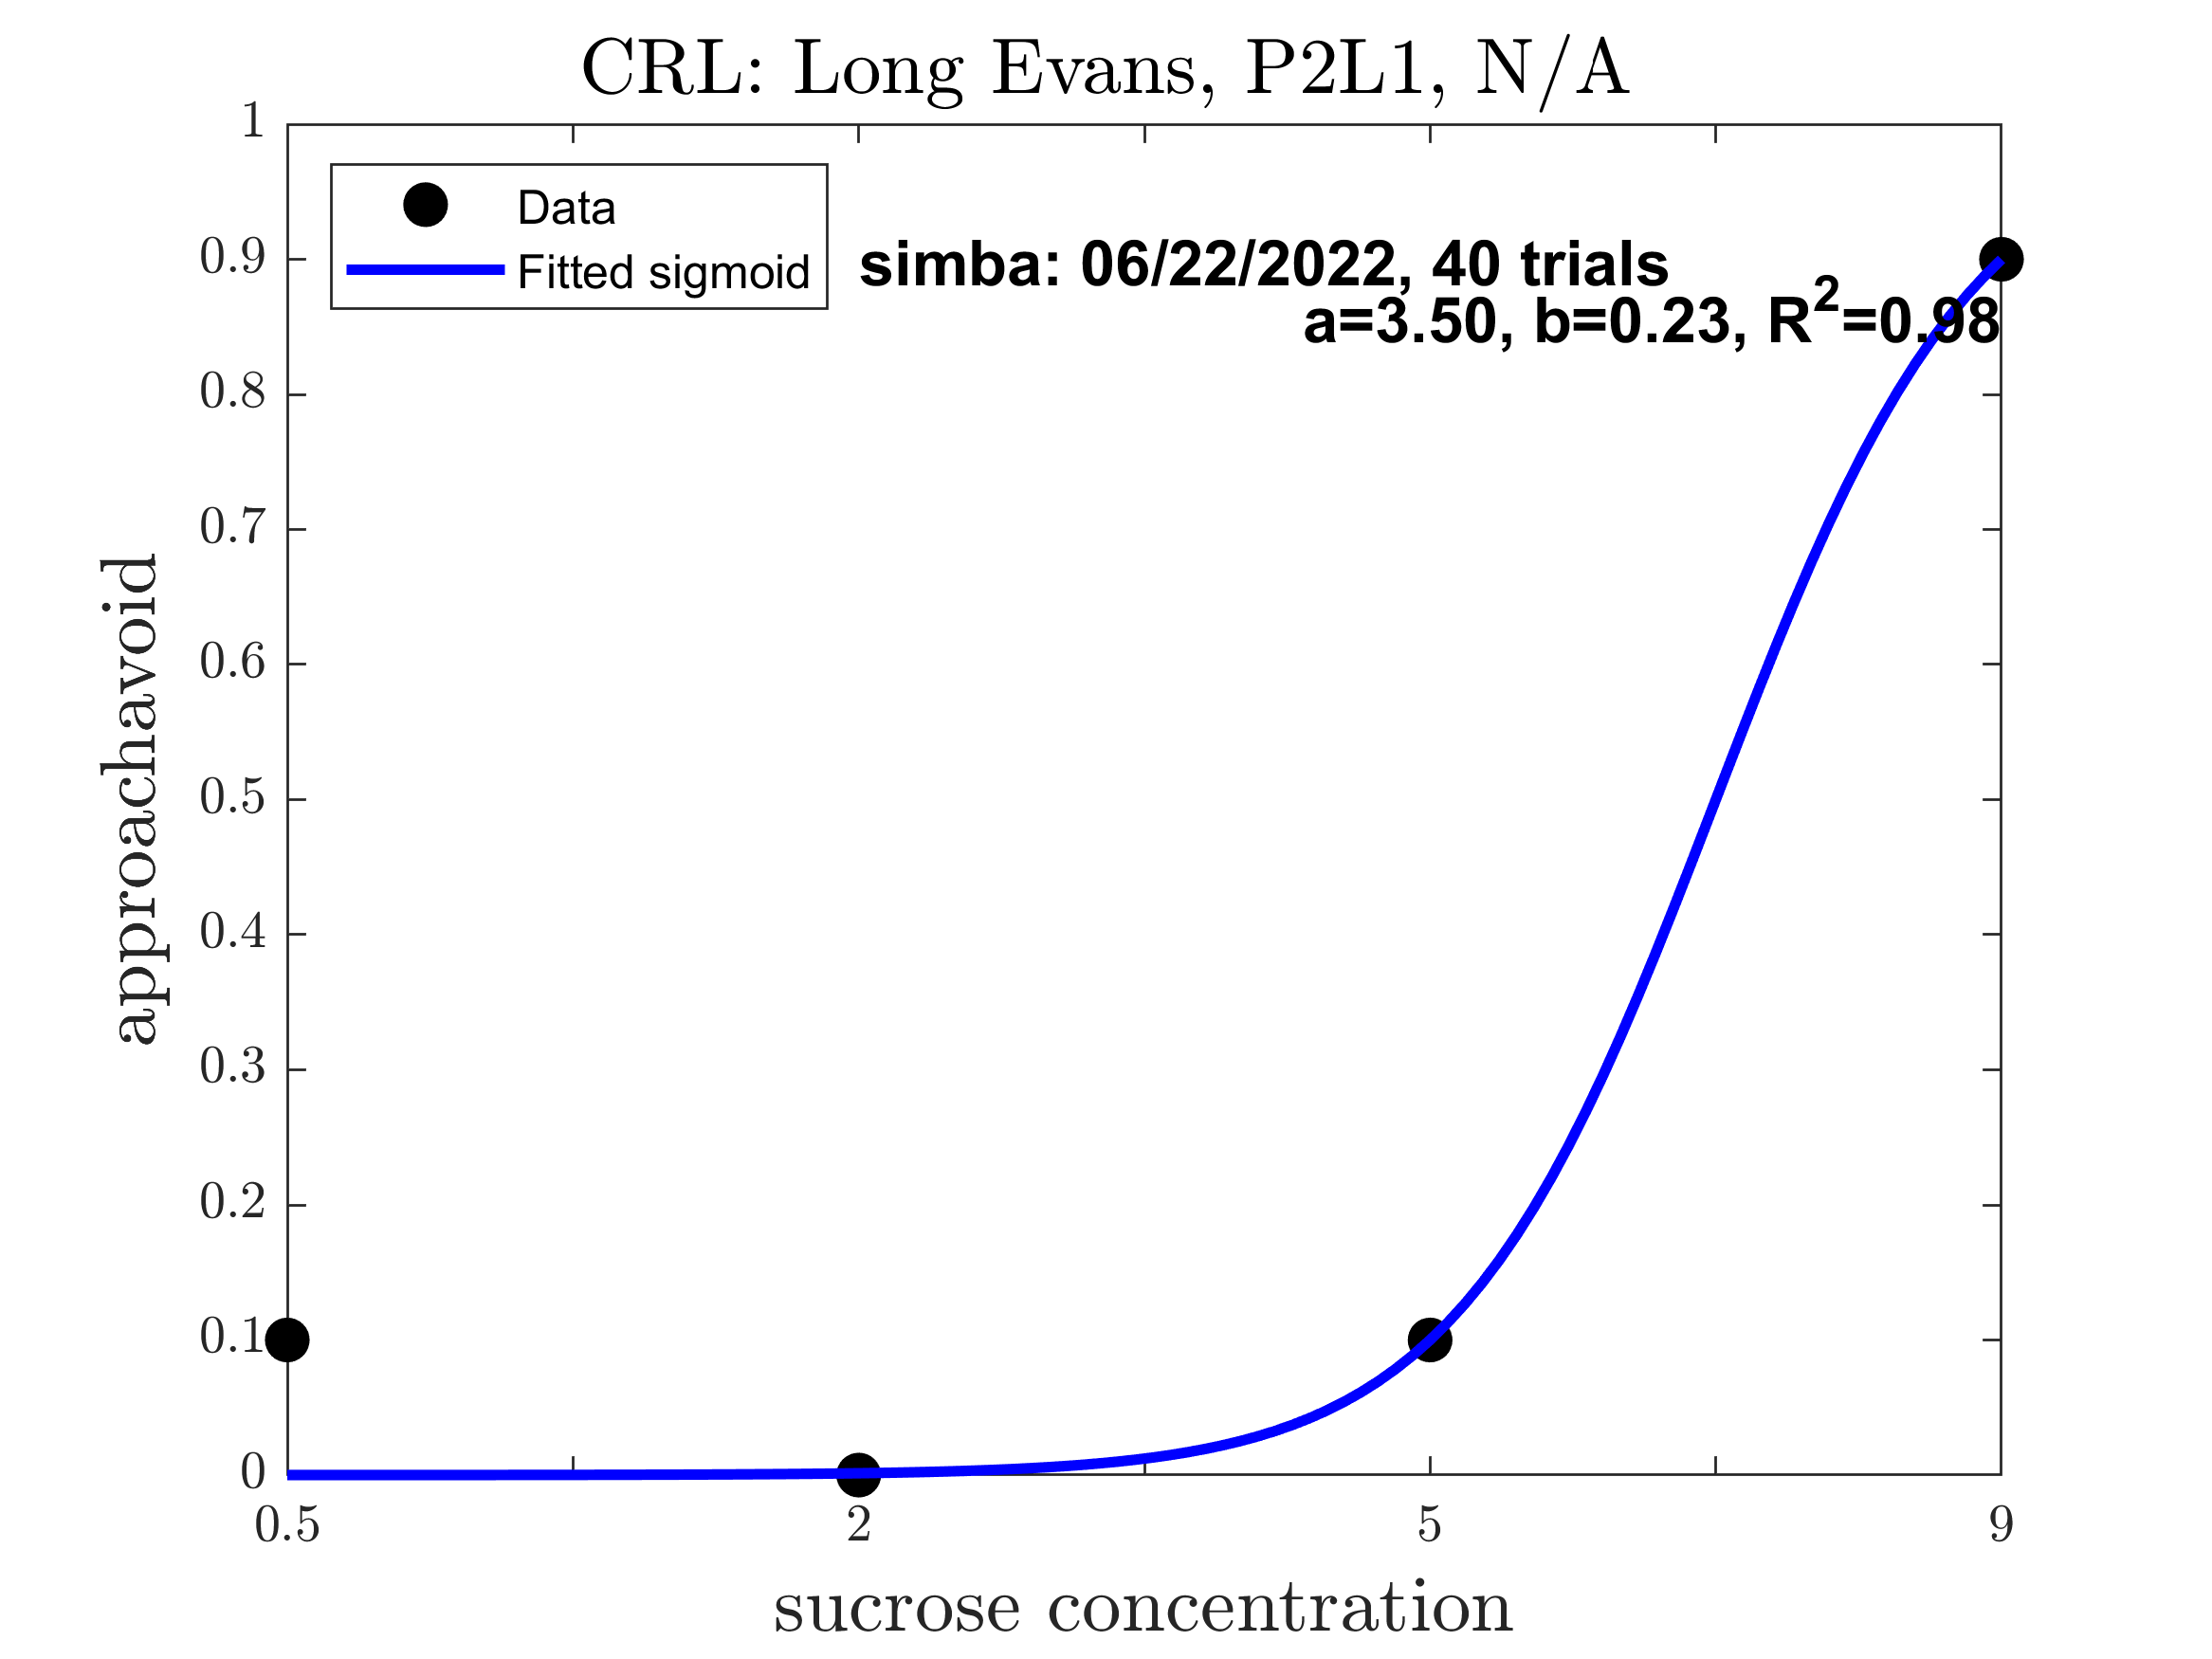 CRL: Long Evans, P2L1, N/A
1
Data
Fitted sigmoid
simba: 06/22/2022, 40 trials
a=3.50, b=0.23, R²=0.98
0.9
0.8
0.7
0.6
0.5
0.4
0.3
0.2
0.1
0
approachavoid
0.5 2 5 9
sucrose concentration